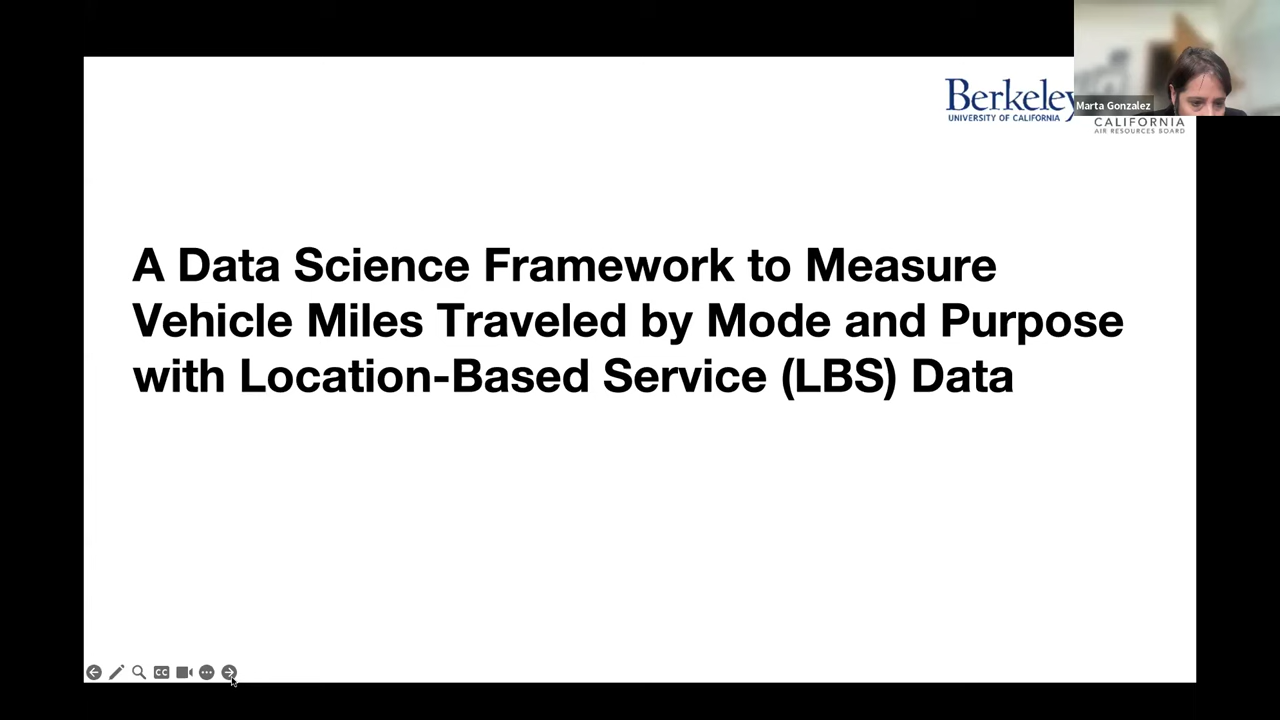 Berkeley
UNIVERSITY OF CALIFORNIA
Marta Gonzalez
CALIFORNIA
AIR RESOURCES BOARD
A Data Science Framework to Measure
Vehicle Miles Traveled by Mode and Purpose
with Location-Based Service (LBS) Data
CC